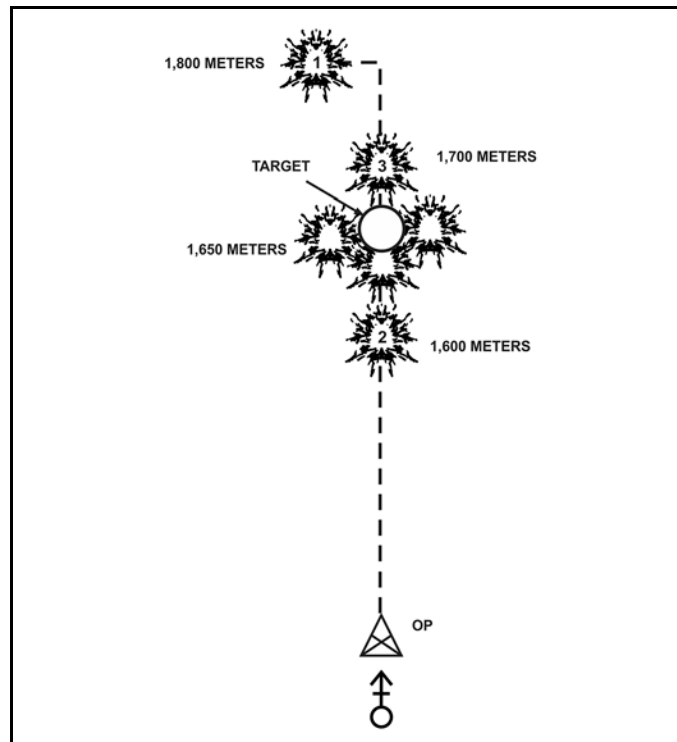 1,800 METERS
1
3
1,700 METERS
TARGET
1,650 METERS
2
1,600 METERS
OP